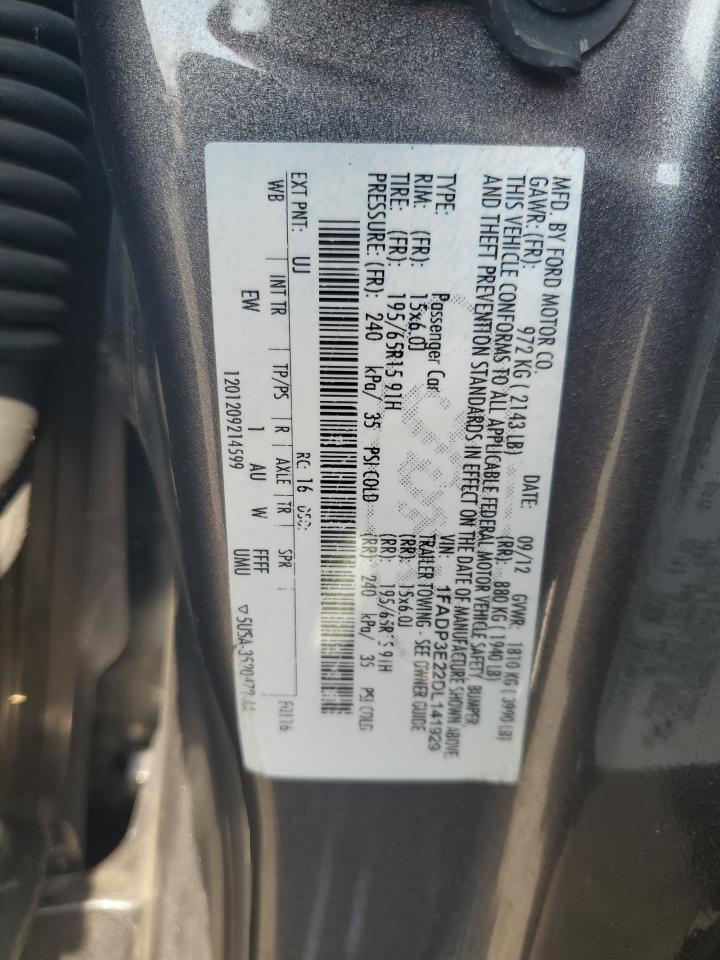 MFD. BY FORD MOTOR CO.
DATE: 09/12 GVWR: 1810 KG ( 3990 LB)
GAWR: (FR): 972 KG ( 2143 LB) (RR): 880 KG ( 1940 LB)
THIS VEHICLE CONFORMS TO ALL APPLICABLE FEDERAL MOTOR VEHICLE SAFETY, BUMPER,
AND THEFT PREVENTION STANDARDS IN EFFECT ON THE DATE OF MANUFACTURE SHOWN ABOVE
VIN: 1FADP3E22DL141929
TYPE: Passenger Car TRAILER TOWING - SEE OWNER GUIDE
RIM: (FR): 15x6.0J (RR): 15x6.0J
TIRE: (FR): 195/65R15 91H (RR): 195/65R15 91H
PRESSURE: (FR): 240 kPa/ 35 PSI COLD (RR) 240 kPa/ 35 PSI COLD
EXT PNT: UJ RC: 16 DSO: F0116
WB INT TR TP/PS R AXLE TR SPR
EW 1 AU W FFFF
UMU
1201209214599